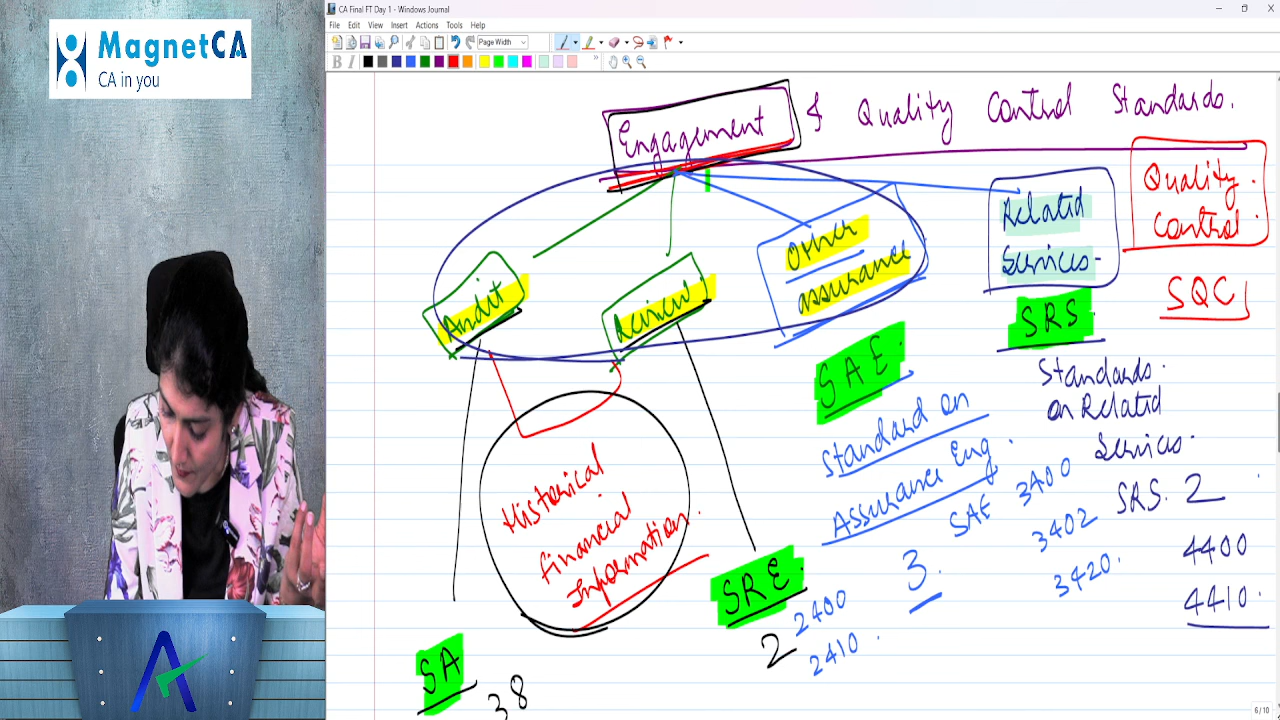 MagnetCA
CA in you
CA Final FT Day 1 - Windows Journal
File Edit View Insert Actions Tools Help
Page Width
B I
Engagement & Quality Control Standards.
Audit
Review
Other
assurance
Related
Services-
Quality
Control
SQC 1
SAE
Standard on
Assurance Eng.
3
SAE 3400
3402
3420
SRS
Standards
on Related
Services.
SRS. 2
4400
4410
Historical
financial
Information
SRE
2
2400
2410
SA
38
6 / 10